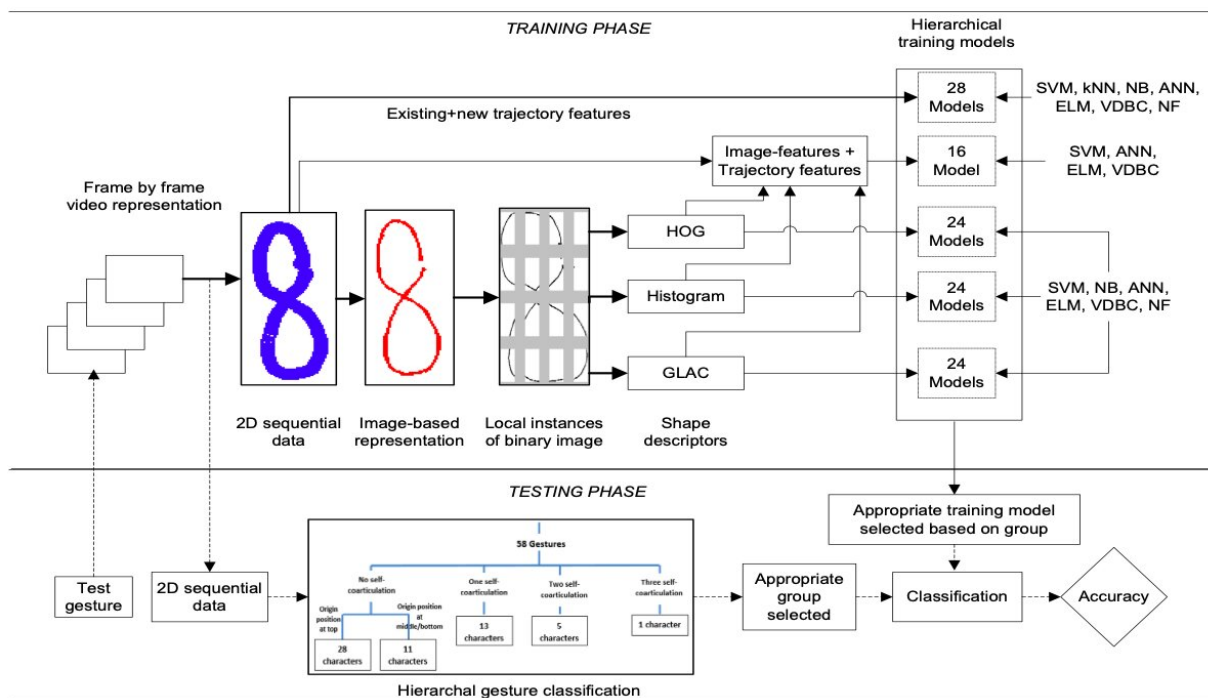 TRAINING PHASE
Hierarchical
training models
28
Models
SVM, kNN, NB, ANN,
ELM, VDBC, NF
Existing+new trajectory features
Image-features +
Trajectory features
16
Model
SVM, ANN,
ELM, VDBC
Frame by frame
video representation
HOG
24
Models
Histogram
24
Models
SVM, NB, ANN,
ELM, VDBC, NF
GLAC
24
Models
2D sequential
data
Image-based
representation
Local instances
of binary image
Shape
descriptors
TESTING PHASE
Appropriate training model
selected based on group
Test
gesture
2D sequential
data
58 Gestures
No self-
coarticulation
One self-
coarticulation
Two self-
coarticulation
Three self-
coarticulation
Origin
position
at top
Origin position
at
middle/bottom
28
characters
11
characters
13
characters
5
characters
1 character
Hierarchal gesture classification
Appropriate
group
selected
Classification
Accuracy